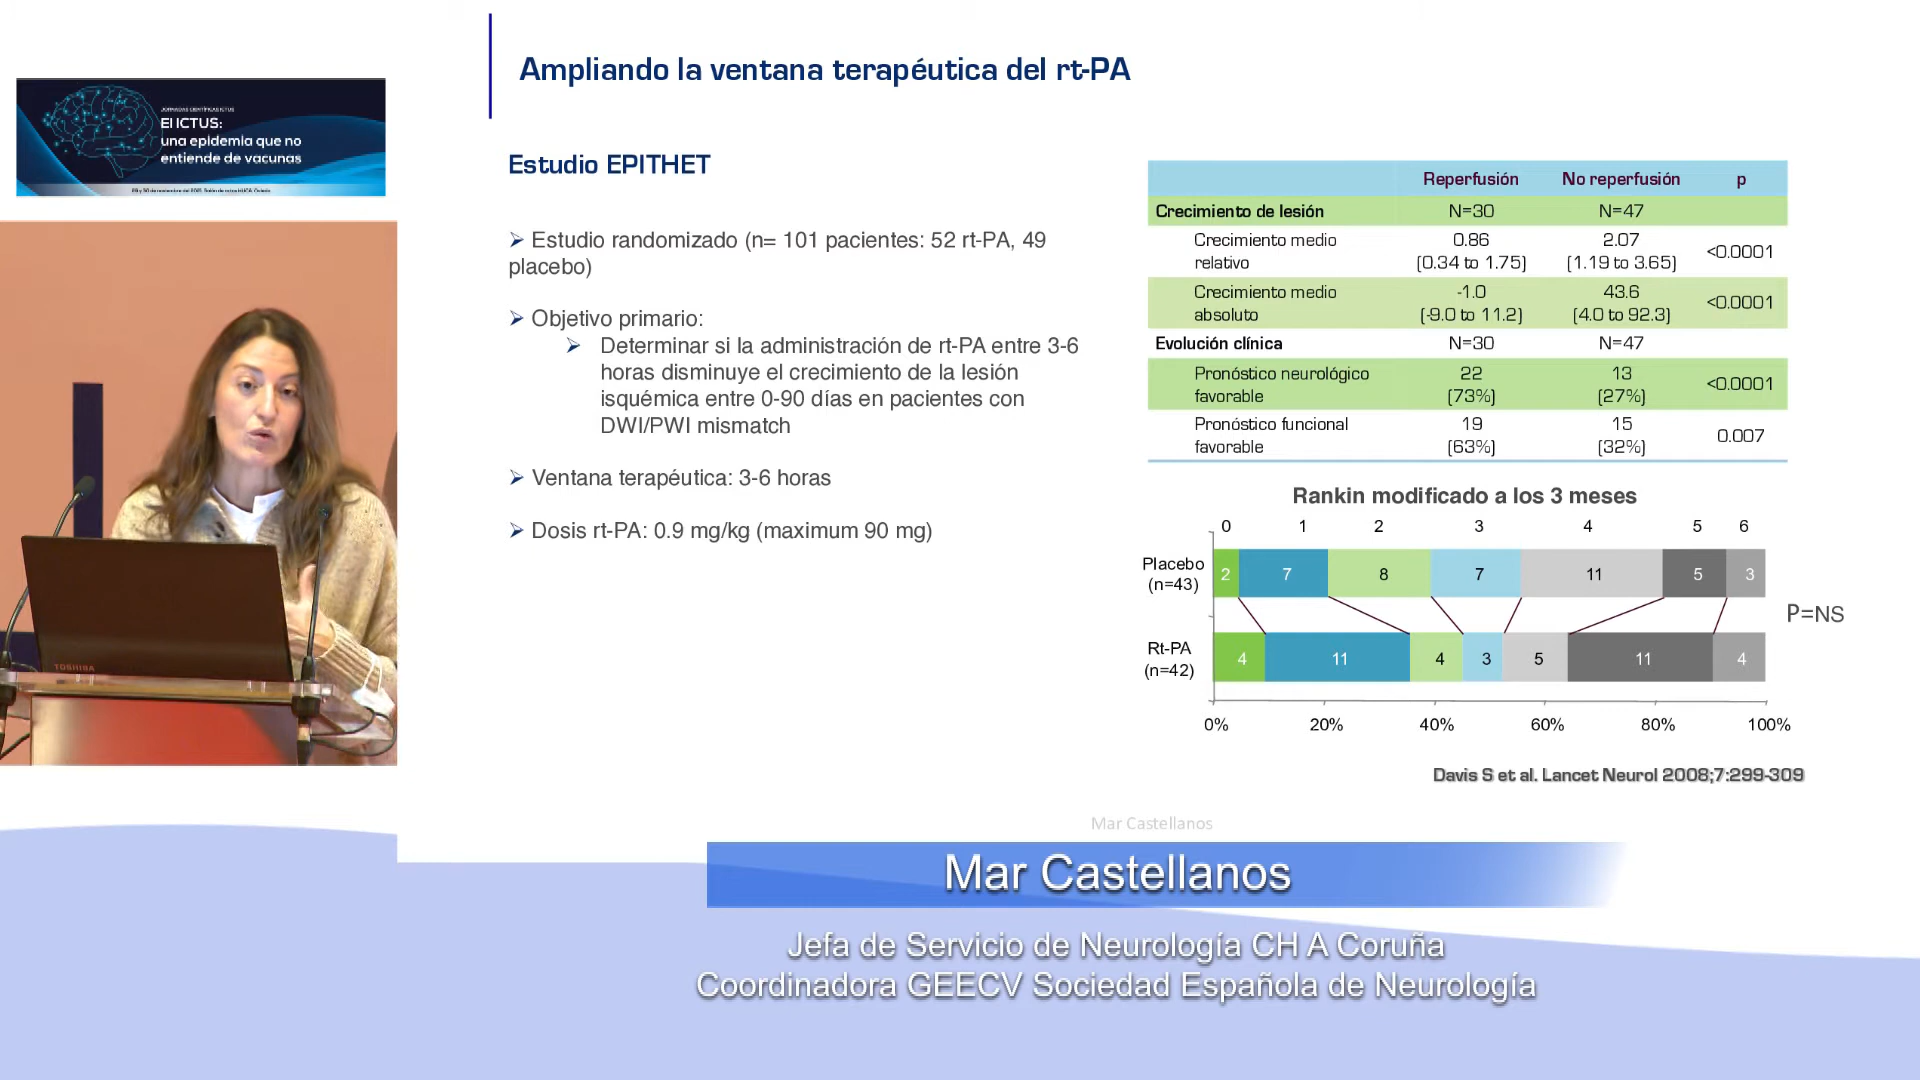 Ampliando la ventana terapéutica del rt-PA
JORNADAS CIENTÍFICAS ICTUS
El ICTUS:
una epidemia que no
entiende de vacunas
Estudio EPITHET
➢ Estudio randomizado (n= 101 pacientes: 52 rt-PA, 49
placebo)
➢ Objetivo primario:
➢ Determinar si la administración de rt-PA entre 3-6
horas disminuye el crecimiento de la lesión
isquémica entre 0-90 días en pacientes con
DWI/PWI mismatch
➢ Ventana terapéutica: 3-6 horas
➢ Dosis rt-PA: 0.9 mg/kg (maximum 90 mg)
Reperfusión No reperfusión p
Crecimiento de lesión N=30 N=47
Crecimiento medio relativo 0.86 (0.34 to 1.75) 2.07 (1.19 to 3.65) <0.0001
Crecimiento medio absoluto -1.0 (-9.0 to 11.2) 43.6 (4.0 to 92.3) <0.0001
Evolución clínica N=30 N=47
Pronóstico neurológico favorable 22 (73%) 13 (27%) <0.0001
Pronóstico funcional favorable 19 (63%) 15 (32%) 0.007
Rankin modificado a los 3 meses
0 1 2 3 4 5 6
Placebo (n=43) 2 7 8 7 11 5 3
P=NS
Rt-PA (n=42) 4 11 4 3 5 11 4
0% 20% 40% 60% 80% 100%
Davis S et al. Lancet Neurol 2008;7:299-309
TOSHIBA
Mar Castellanos
Mar Castellanos
Jefa de Servicio de Neurología CH A Coruña
Coordinadora GEECV Sociedad Española de Neurología